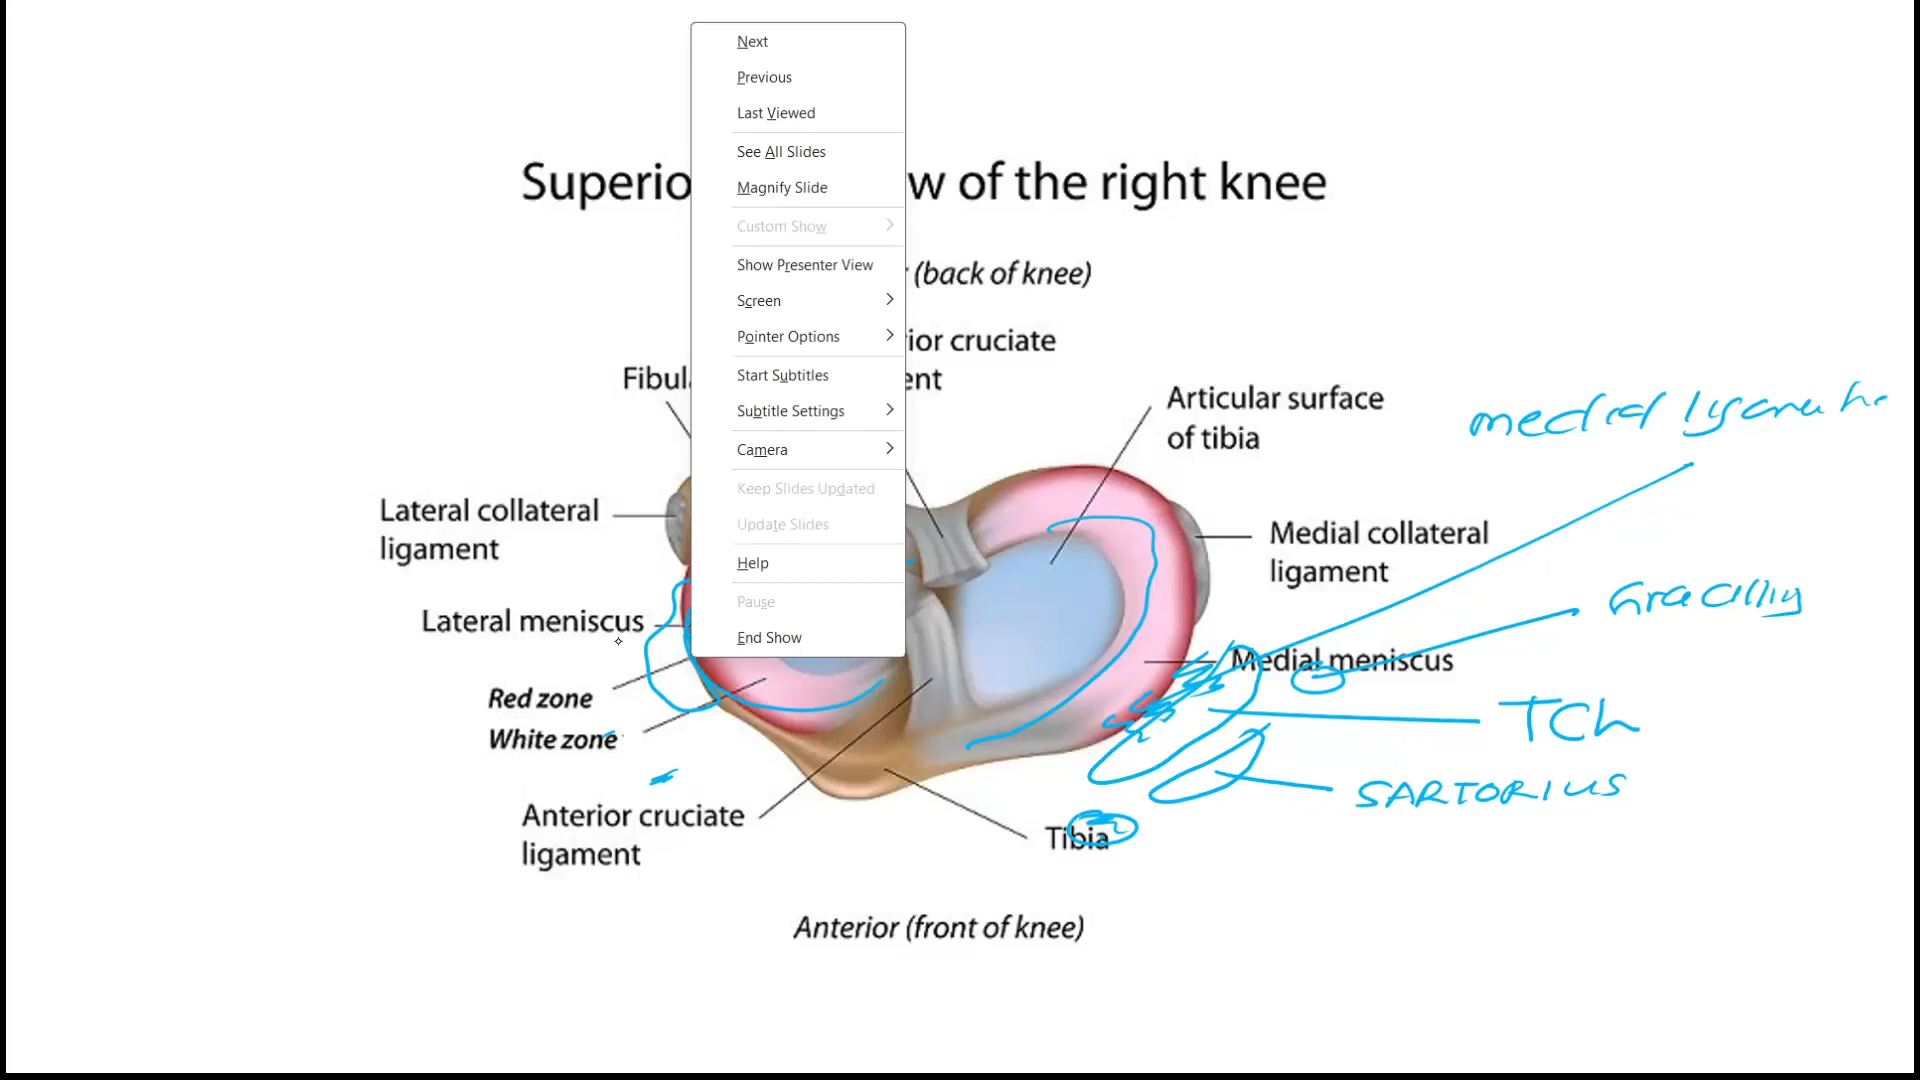 Next
Previous
Last Viewed
See All Slides
Magnify Slide
Custom Show
Show Presenter View
Screen
Pointer Options
Start Subtitles
Subtitle Settings
Camera
Keep Slides Updated
Update Slides
Help
Pause
End Show
Superio w of the right knee
(back of knee)
ior cruciate
ent
Fibul
Articular surface
of tibia
medial
Lateral collateral
ligament
Medial collateral
ligament
Lateral meniscus
Medial meniscus
Red zone
White zone
TCL
SARTORIUS
Anterior cruciate
ligament
Tibia
Anterior (front of knee)